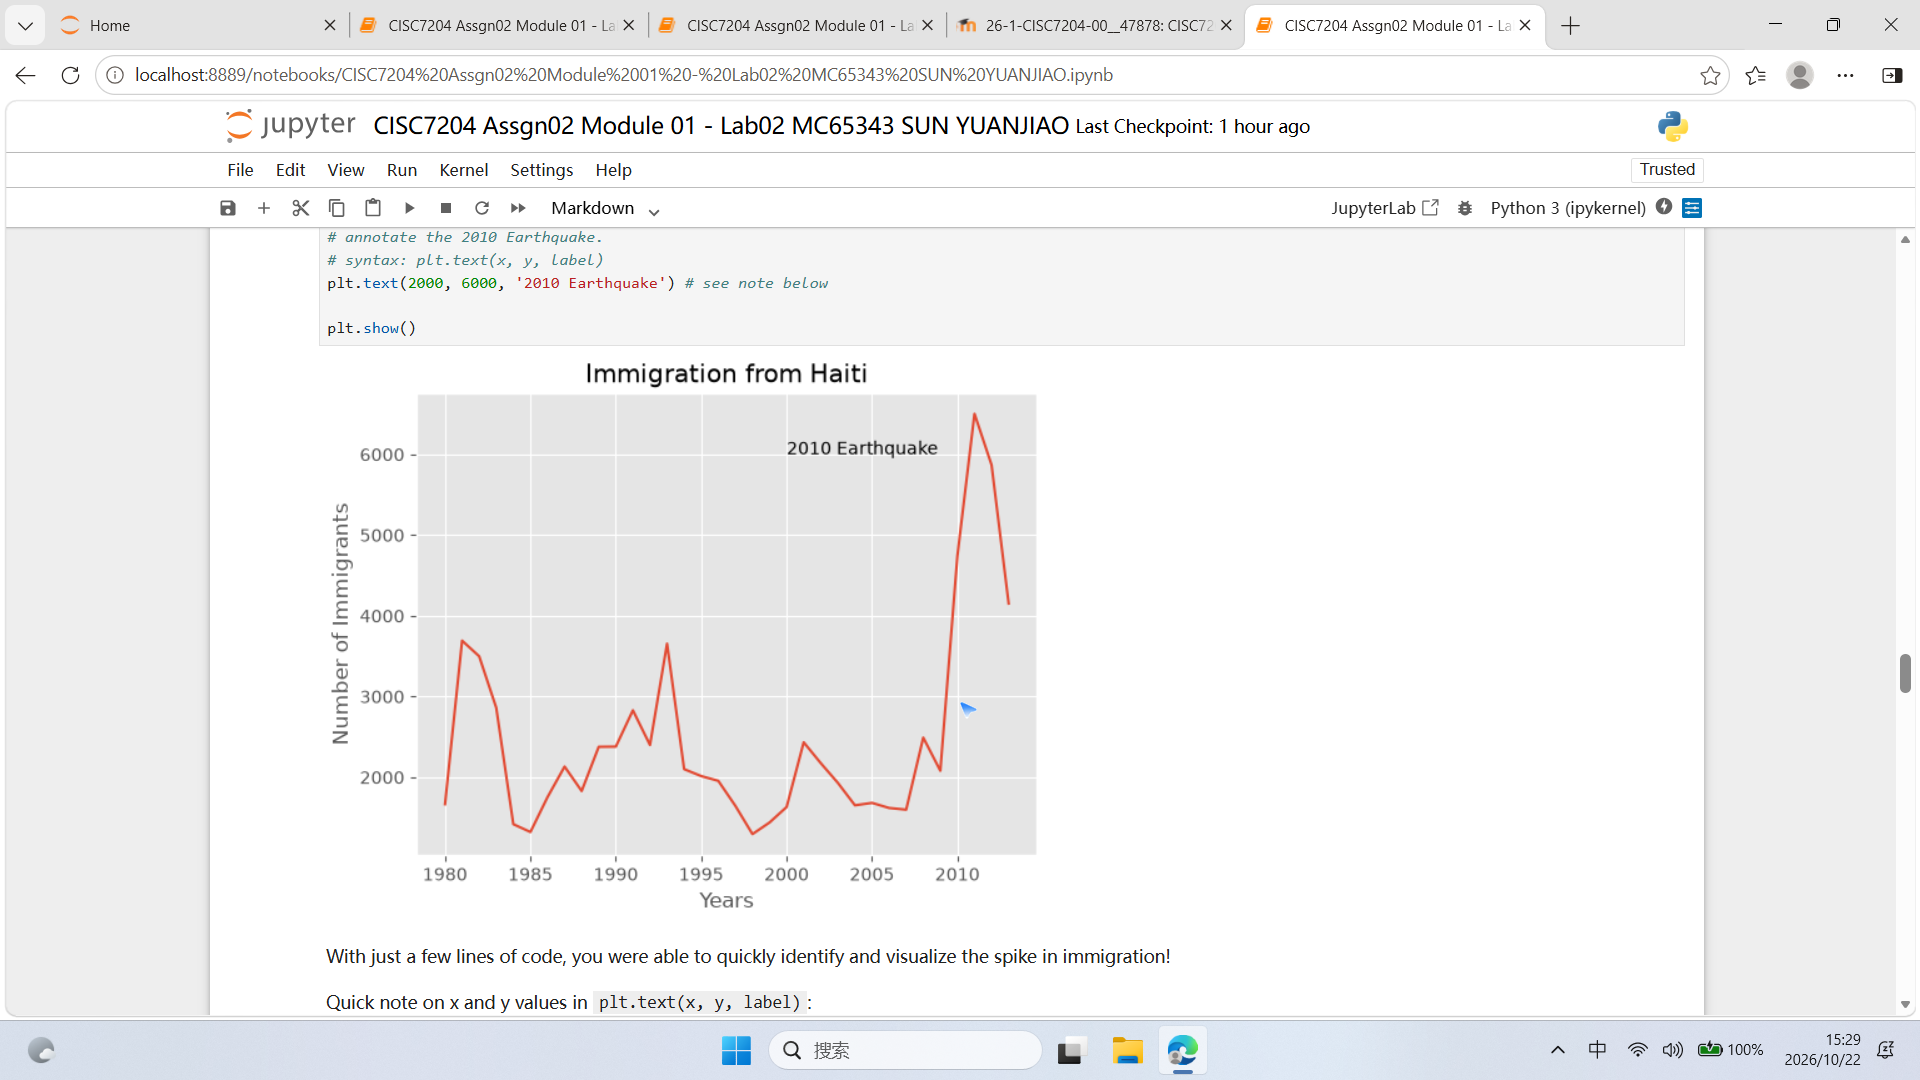 Home
CISC7204 Assgn02 Module 01 - La
CISC7204 Assgn02 Module 01 - La
26-1-CISC7204-00__47878: CISC72
CISC7204 Assgn02 Module 01 - La
localhost:8889/notebooks/CISC7204%20Assgn02%20Module%2001%20-%20Lab02%20MC65343%20SUN%20YUANJIAO.ipynb
jupyter CISC7204 Assgn02 Module 01 - Lab02 MC65343 SUN YUANJIAO Last Checkpoint: 1 hour ago
File Edit View Run Kernel Settings Help Trusted
Markdown JupyterLab Python 3 (ipykernel)
# annotate the 2010 Earthquake.
# syntax: plt.text(x, y, label)
plt.text(2000, 6000, '2010 Earthquake') # see note below
plt.show()
Immigration from Haiti
2010 Earthquake
6000
5000
4000
3000
2000
Number of Immigrants
1980 1985 1990 1995 2000 2005 2010
Years
With just a few lines of code, you were able to quickly identify and visualize the spike in immigration!
Quick note on x and y values in plt.text(x, y, label):
搜索
中
100%
15:29
2026/10/22